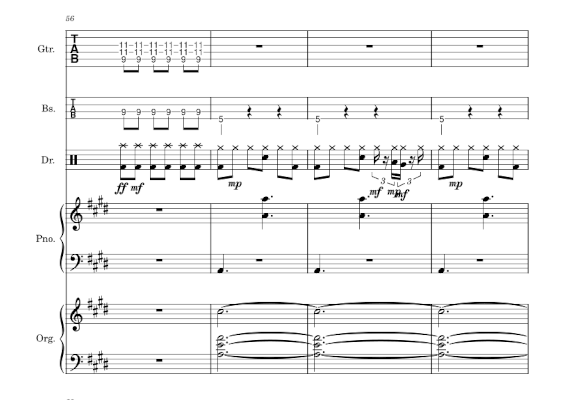 56
Gtr.
T 11 11 11 11 11 11
A 11 11 11 11 11 11
B 9 9 9 9 9 9
Bs.
T
A
B 9 9 9 9 9 9 5 5 5
Dr.
ff mf mp mf mp mf mp
3 3
Pno.
Org.